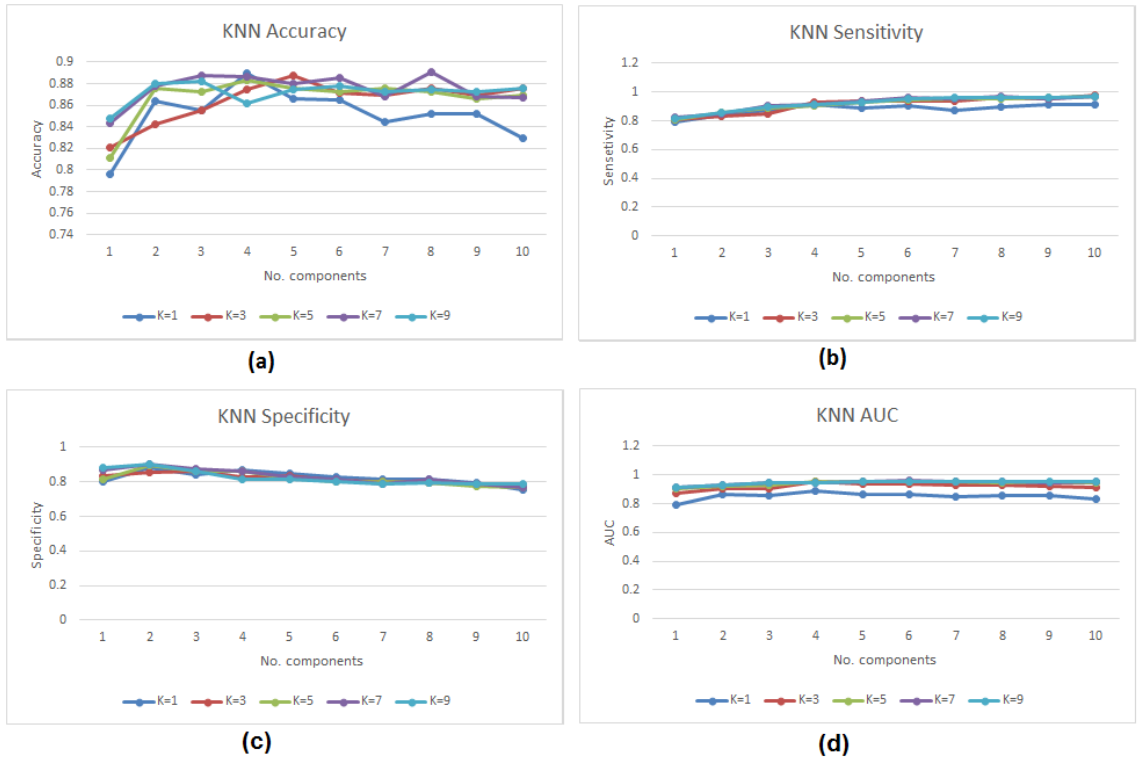 KNN Accuracy
0.9
0.88
0.86
0.84
0.82
0.8
0.78
0.76
0.74
Accuracy
1 2 3 4 5 6 7 8 9 10
No. components
K=1 K=3 K=5 K=7 K=9
(a)
KNN Sensitivity
1.2
1
0.8
0.6
0.4
0.2
0
Sensetivity
1 2 3 4 5 6 7 8 9 10
No. components
K=1 K=3 K=5 K=7 K=9
(b)
KNN Specificity
1
0.8
0.6
0.4
0.2
0
Specificity
1 2 3 4 5 6 7 8 9 10
No. components
K=1 K=3 K=5 K=7 K=9
(c)
KNN AUC
1.2
1
0.8
0.6
0.4
0.2
0
AUC
1 2 3 4 5 6 7 8 9 10
No. components
K=1 K=3 K=5 K=7 K=9
(d)